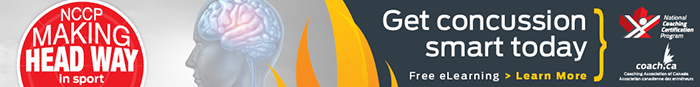 NCCP
MAKING
HEAD WAY
in sport
Get concussion
smart today
Free eLearning > Learn More
National
Coaching
Certification
Program
coach.ca
Coaching Association of Canada
Association canadienne des entraîneurs